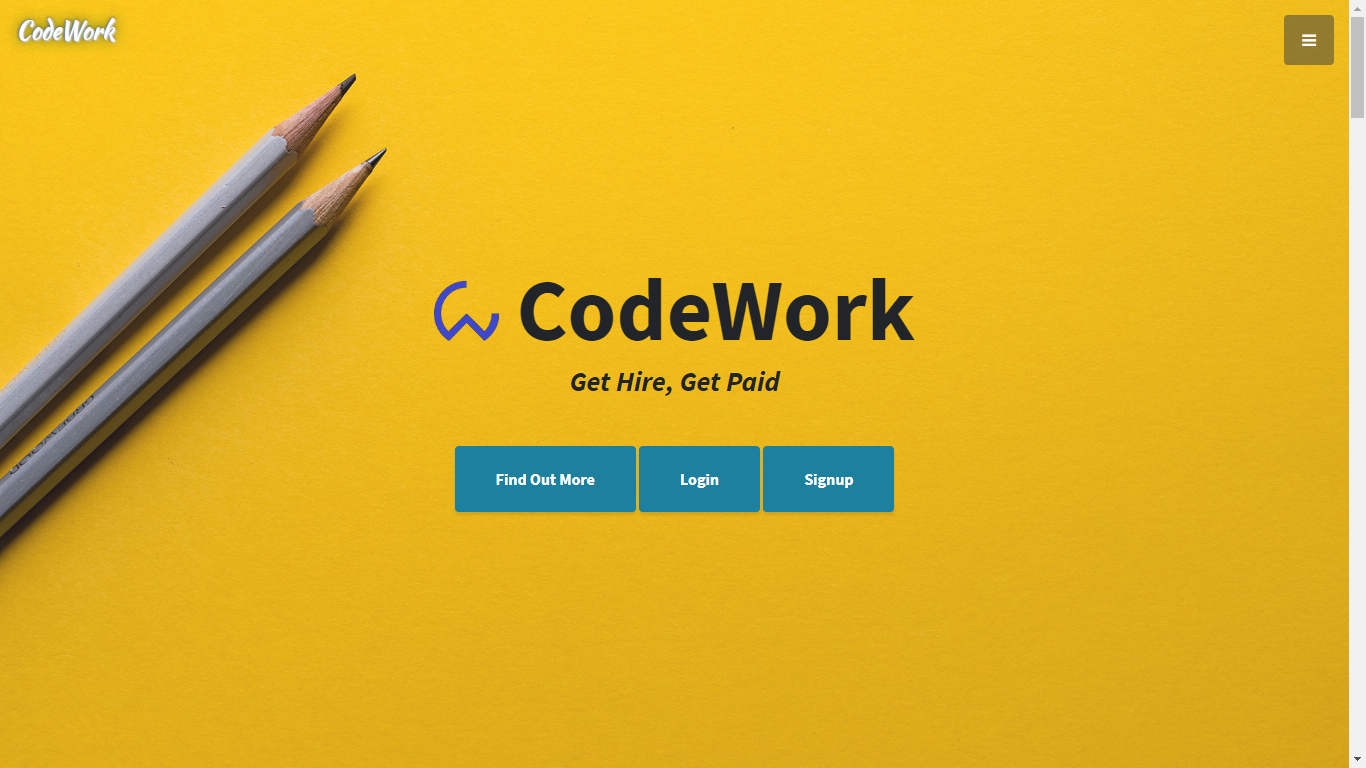 CodeWork
CodeWork
Get Hire, Get Paid
Find Out More
Login
Signup